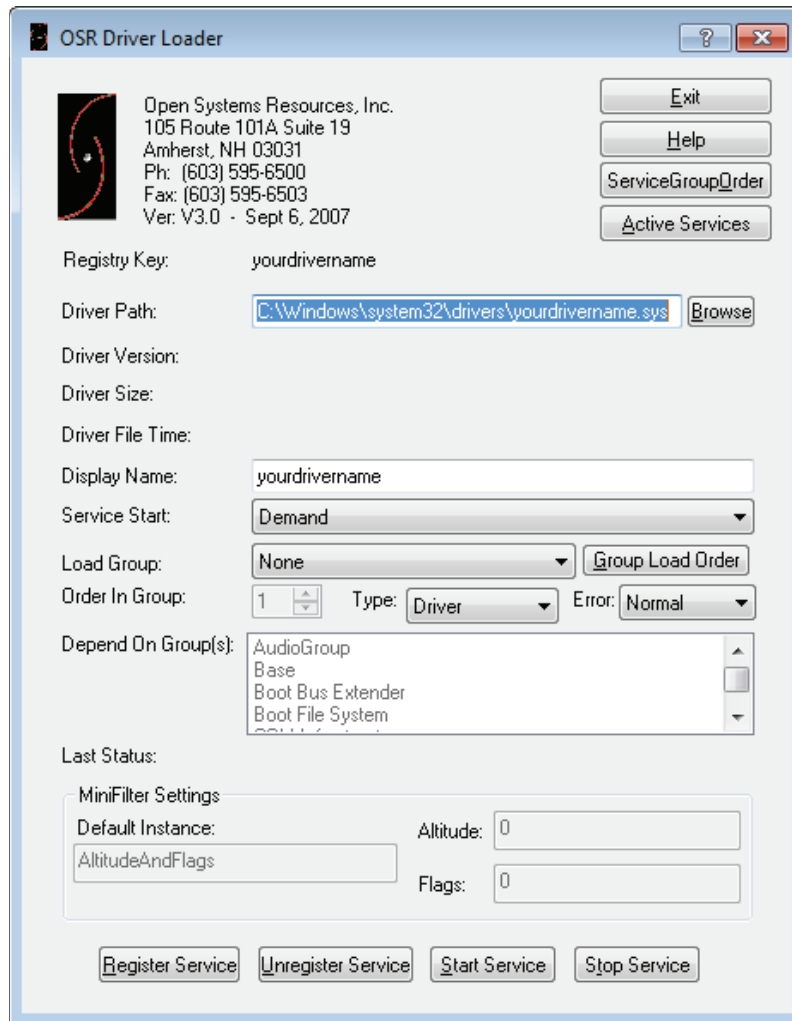 OSR Driver Loader
Open Systems Resources, Inc.
105 Route 101A Suite 19
Amherst, NH 03031
Ph: (603) 595-6500
Fax: (603) 595-6503
Ver: V3.0 - Sept 6, 2007
Exit
Help
ServiceGroupOrder
Active Services
Registry Key: yourdrivername
Driver Path: C:\Windows\system32\drivers\yourdrivername.sys Browse
Driver Version:
Driver Size:
Driver File Time:
Display Name: yourdrivername
Service Start: Demand
Load Group: None Group Load Order
Order In Group: 1 Type: Driver Error: Normal
Depend On Group(s): AudioGroup
Base
Boot Bus Extender
Boot File System
Last Status:
MiniFilter Settings
Default Instance:
AltitudeAndFlags
Altitude: 0
Flags: 0
Register Service Unregister Service Start Service Stop Service